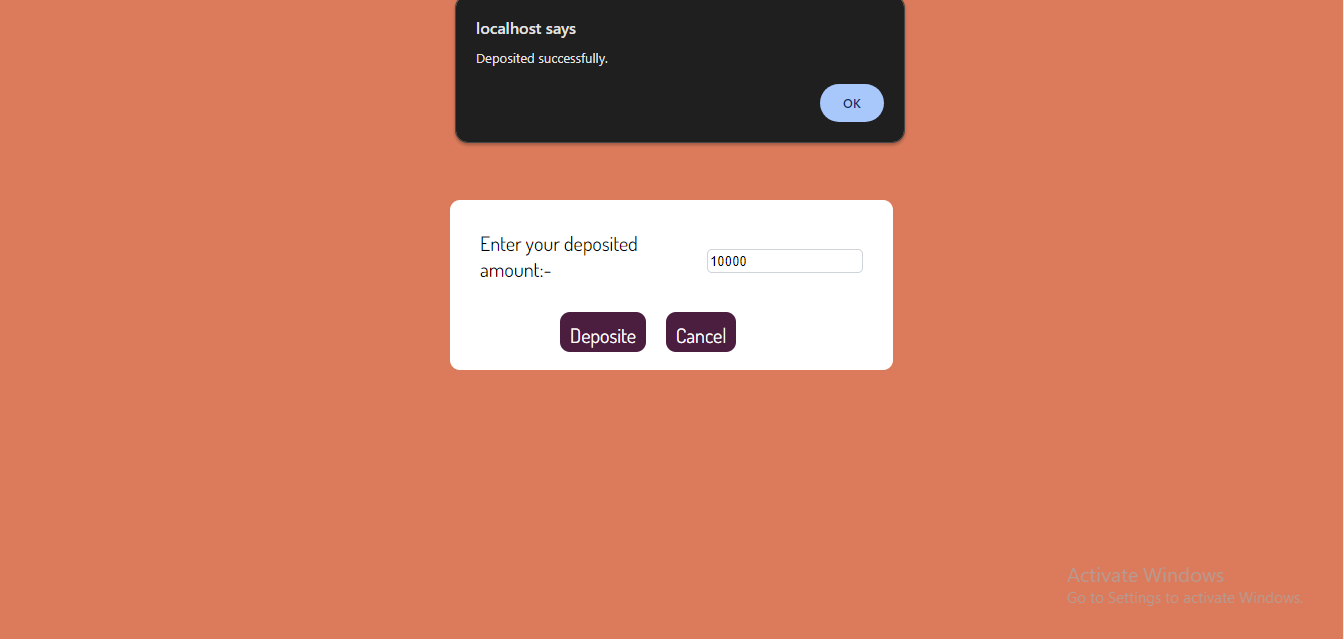 localhost says
Deposited successfully.
OK
Enter your deposited
amount:-
10000
Deposite
Cancel
Activate Windows
Go to Settings to activate Windows.